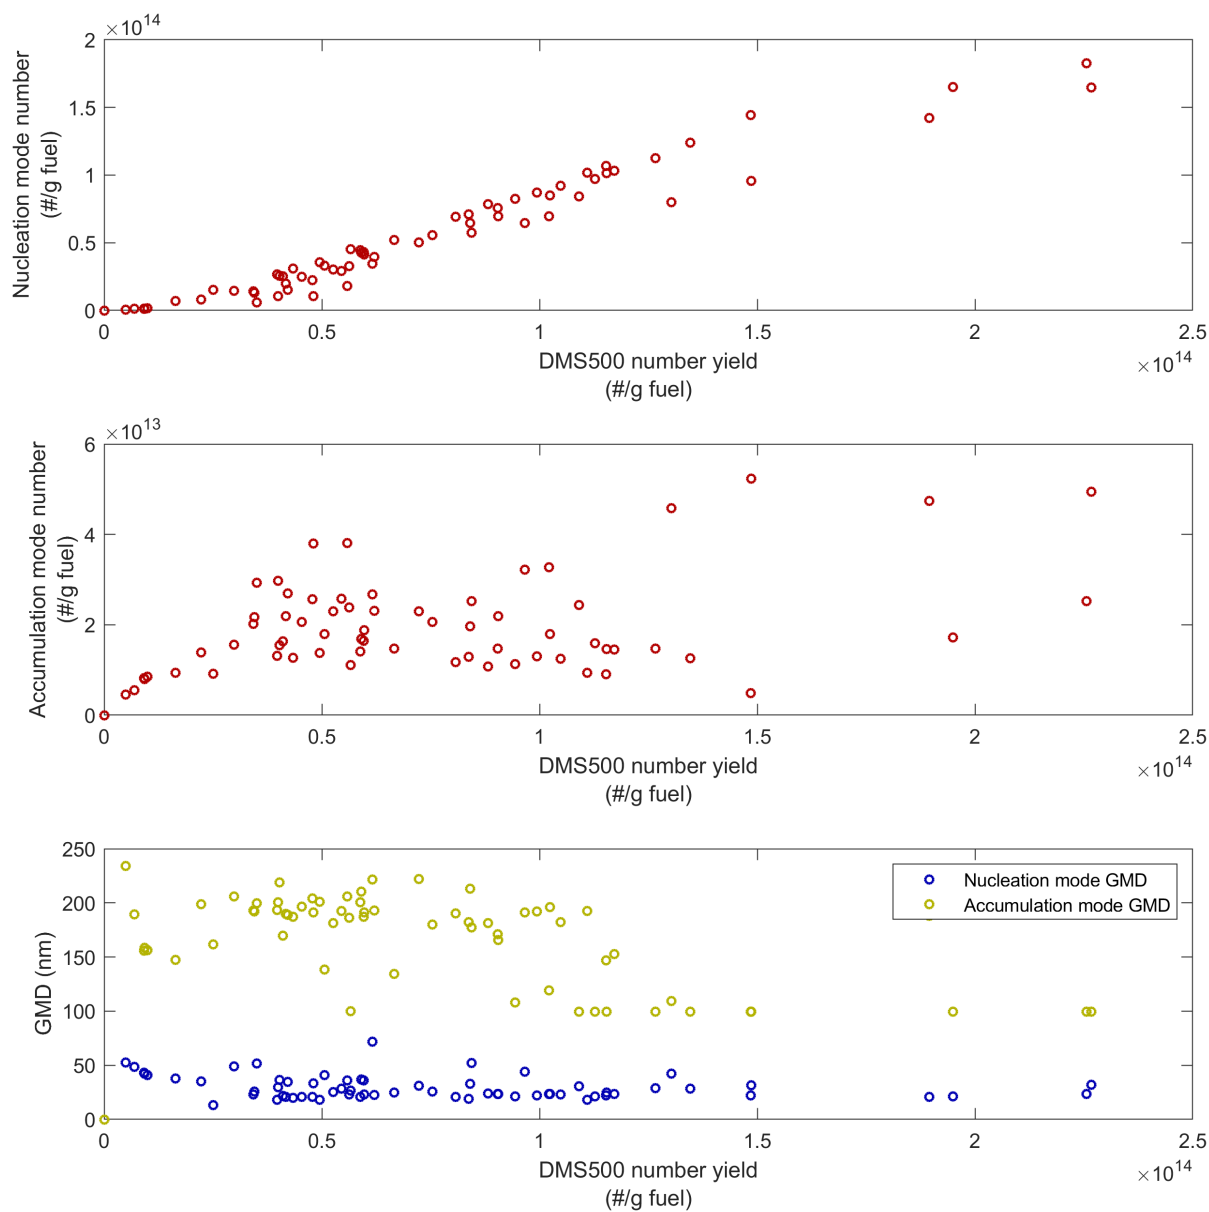 ×10^14
2
1.5
1
0.5
0
Nucleation mode number
(#/g fuel)
0 0.5 1 1.5 2 2.5
DMS500 number yield
(#/g fuel)
×10^14
×10^13
6
4
2
0
Accumulation mode number
(#/g fuel)
0 0.5 1 1.5 2 2.5
DMS500 number yield
(#/g fuel)
×10^14
250
200
150
100
50
0
GMD (nm)
Nucleation mode GMD
Accumulation mode GMD
0 0.5 1 1.5 2 2.5
DMS500 number yield
(#/g fuel)
×10^14